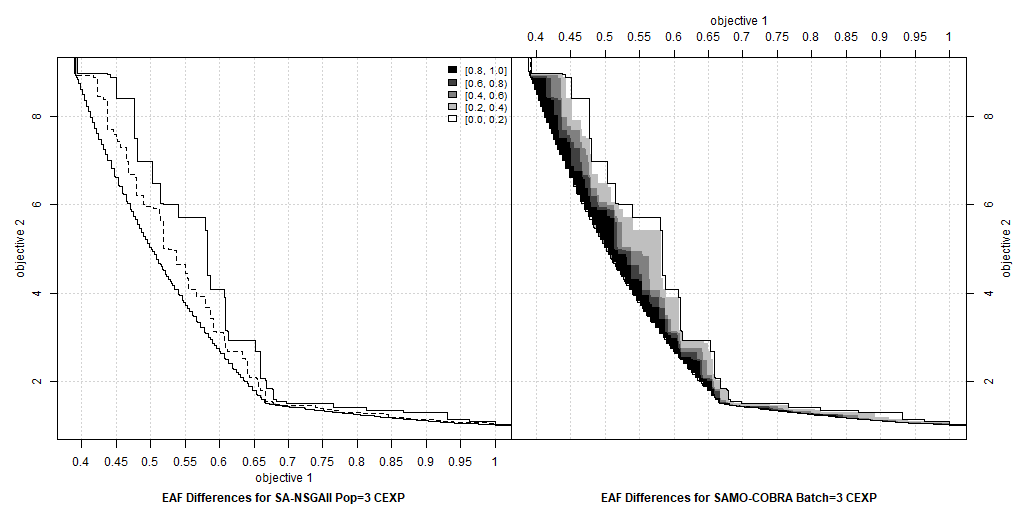 objective 1
0.4 0.45 0.5 0.55 0.6 0.65 0.7 0.75 0.8 0.85 0.9 0.95 1
[0.8, 1.0]
[0.6, 0.8)
[0.4, 0.6)
[0.2, 0.4)
[0.0, 0.2)
8
6
4
2
objective 2
8
6
4
2
objective 2
0.4 0.45 0.5 0.55 0.6 0.65 0.7 0.75 0.8 0.85 0.9 0.95 1
objective 1
EAF Differences for SA-NSGAII Pop=3 CEXP
EAF Differences for SAMO-COBRA Batch=3 CEXP